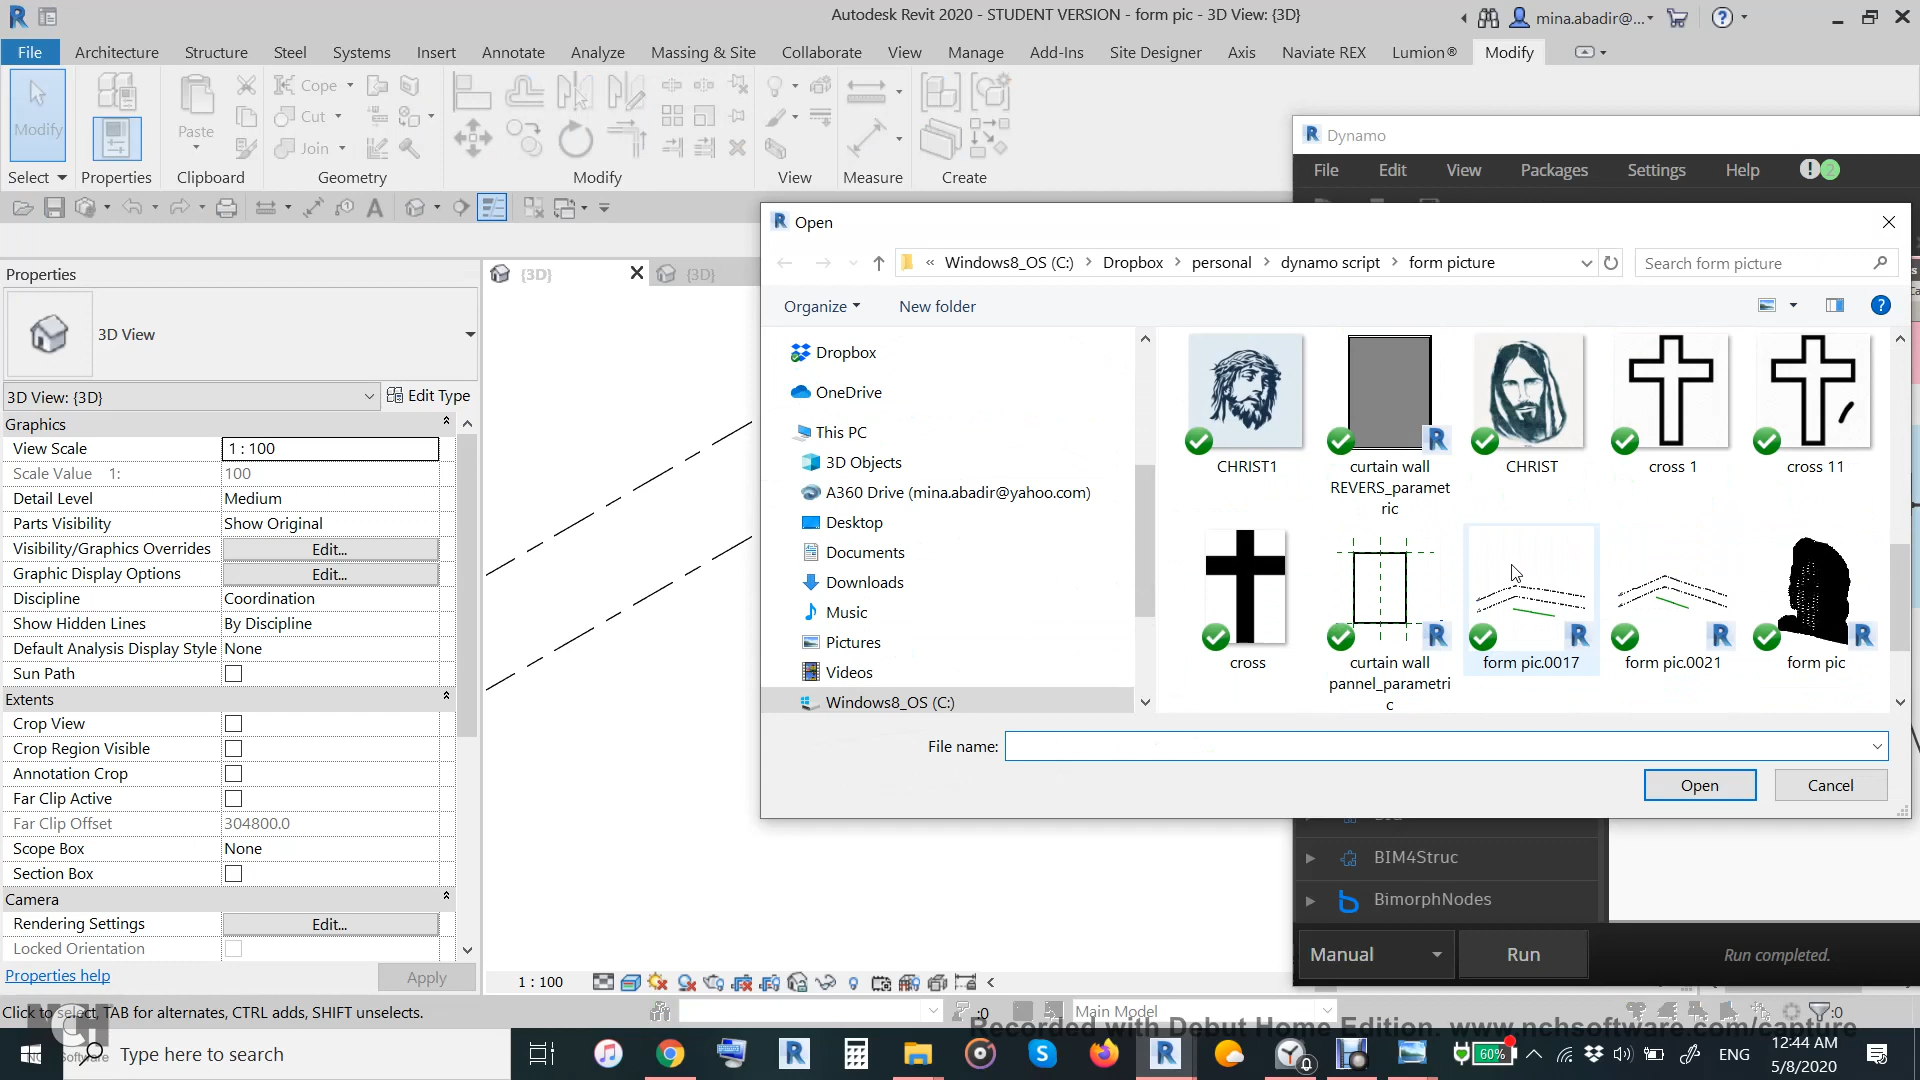 Autodesk Revit 2020 - STUDENT VERSION - form pic - 3D View: {3D}
mina.abadir@...
File Architecture Structure Steel Systems Insert Annotate Analyze Massing & Site Collaborate View Manage Add-Ins Site Designer Axis Naviate REX Lumion® Modify
Modify
Paste
Cope
Cut
Join
Select Properties Clipboard Geometry Modify View Measure Create
Dynamo
File Edit View Packages Settings Help ! 2
Properties
{3D}
{3D}
3D View
3D View: {3D}
Edit Type
Graphics
View Scale 1 : 100
Scale Value 1: 100
Detail Level Medium
Parts Visibility Show Original
Visibility/Graphics Overrides Edit...
Graphic Display Options Edit...
Discipline Coordination
Show Hidden Lines By Discipline
Default Analysis Display Style None
Sun Path
Extents
Crop View
Crop Region Visible
Annotation Crop
Far Clip Active
Far Clip Offset 304800.0
Scope Box None
Section Box
Camera
Rendering Settings Edit...
Locked Orientation
Properties help
Apply
Open
« Windows8_OS (C:) > Dropbox > personal > dynamo script > form picture
Search form picture
Organize New folder
Dropbox
OneDrive
This PC
3D Objects
A360 Drive (mina.abadir@yahoo.com)
Desktop
Documents
Downloads
Music
Pictures
Videos
Windows8_OS (C:)
CHRIST1
curtain wall
REVERS_paramet
ric
CHRIST
cross 1
cross 11
cross
curtain wall
pannel_parametri
c
form pic.0017
form pic.0021
form pic
File name:
Open
Cancel
BIM4Struc
BimorphNodes
Manual
Run
Run completed.
1 : 100
Click to select, TAB for alternates, CTRL adds, SHIFT unselects.
:0
Main Model
:0
Recorded with Debut Home Edition. www.nchsoftware.com/capture
NCH Software
Type here to search
60%
ENG
12:44 AM
5/8/2020